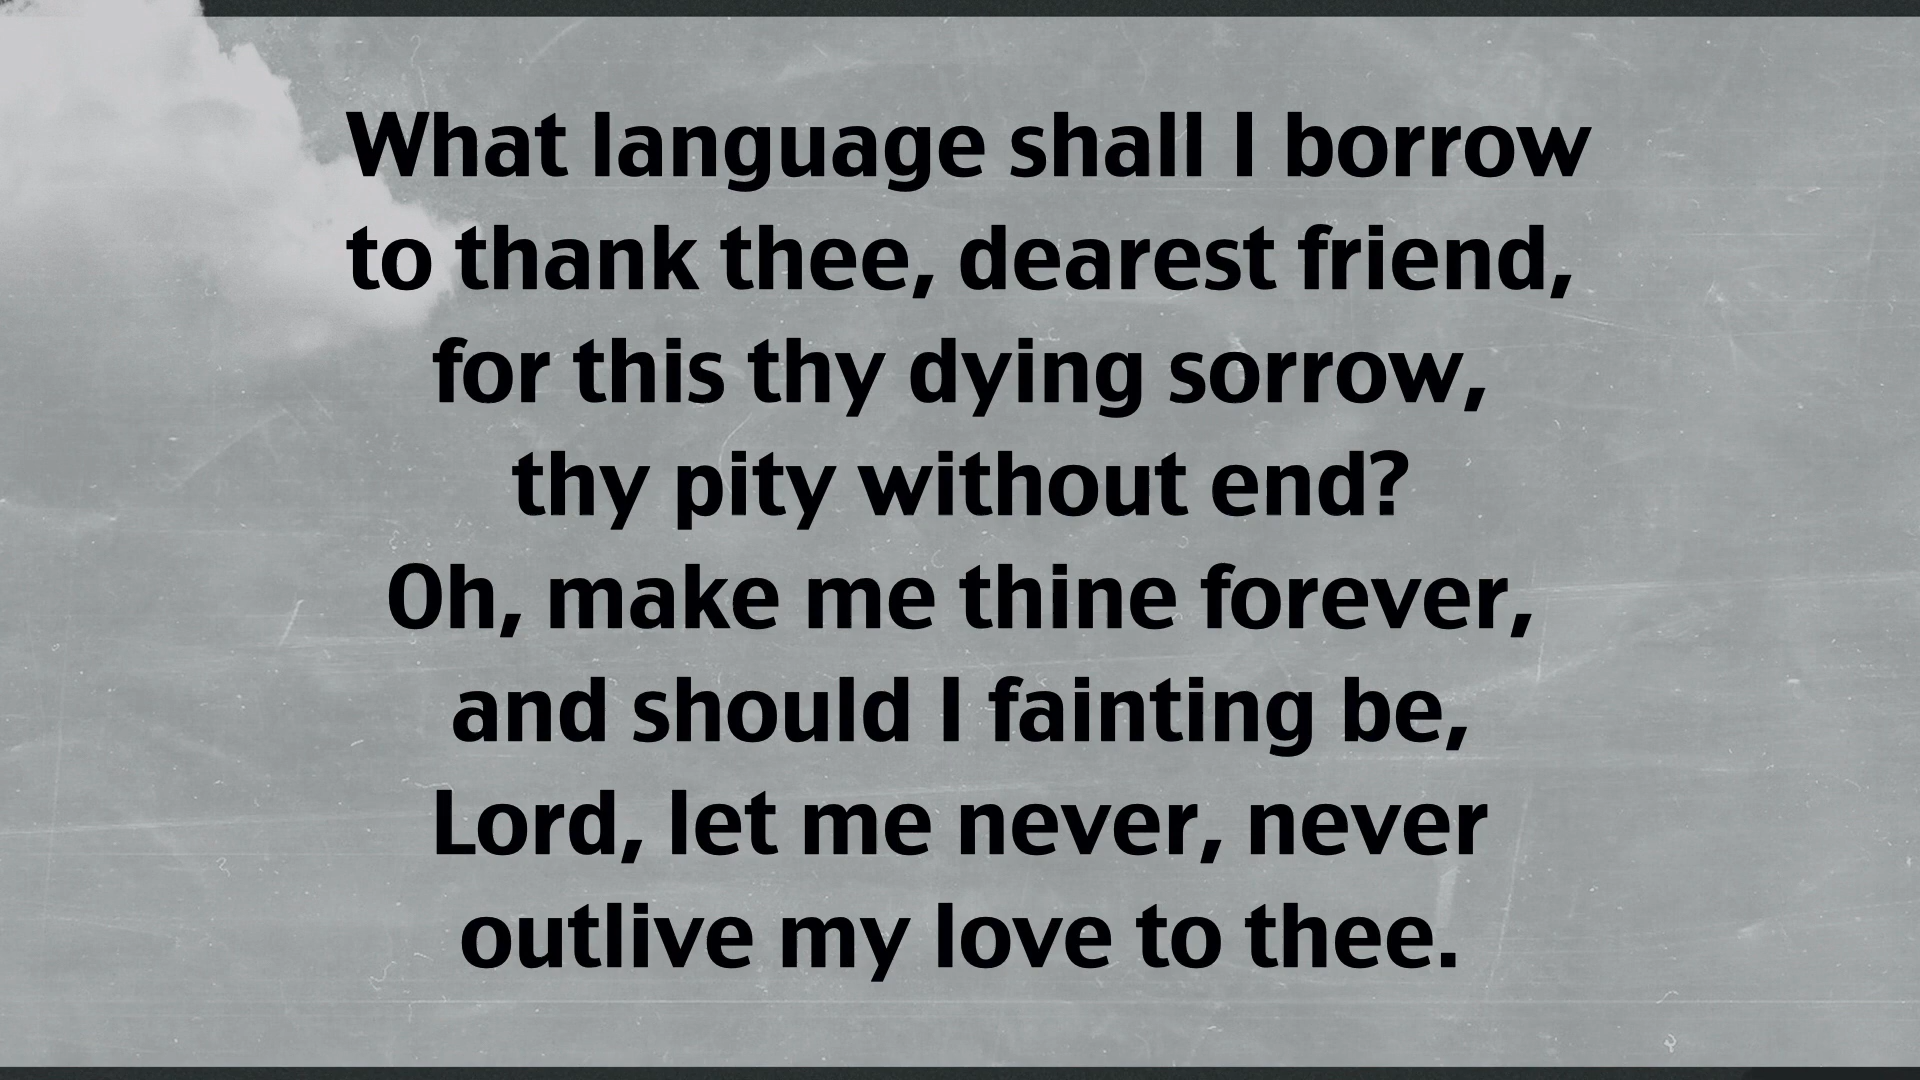 What language shall I borrow
to thank thee, dearest friend,
for this thy dying sorrow,
thy pity without end?
Oh, make me thine forever,
and should I fainting be,
Lord, let me never, never
outlive my love to thee.